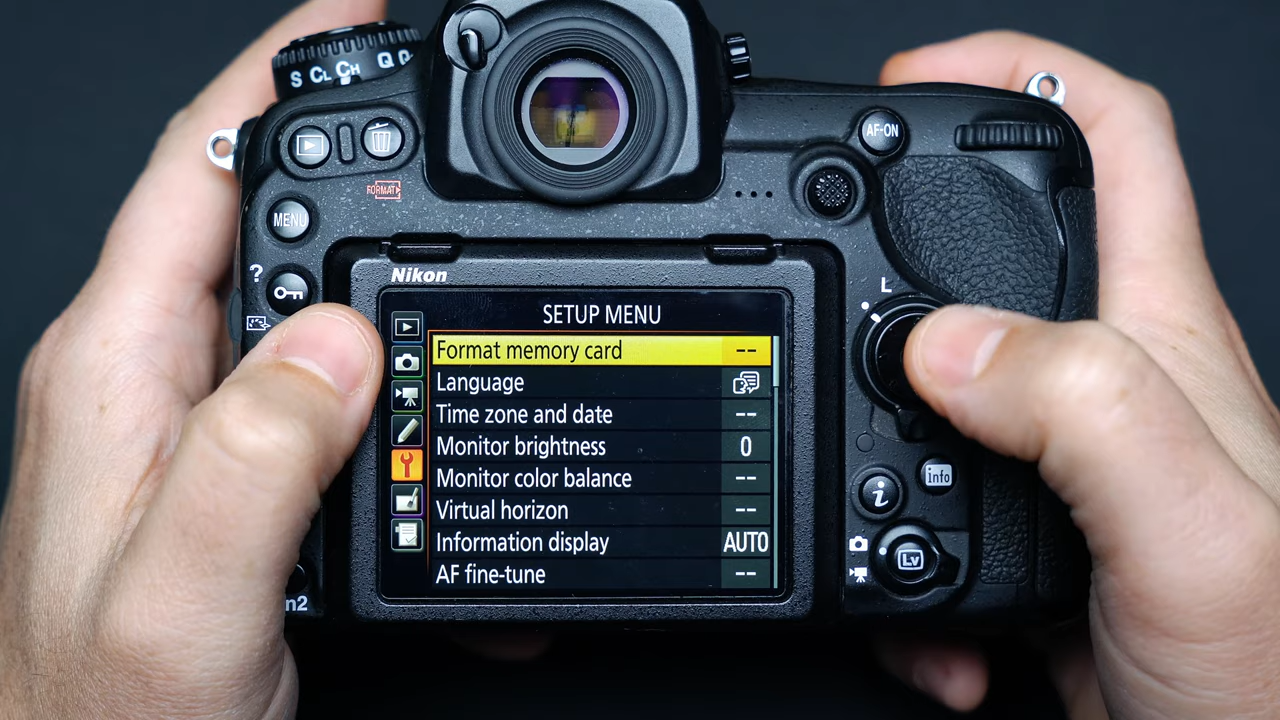 S CL CH Q
AF-ON
FORMAT
MENU
?
Nikon
L
SETUP MENU
Format memory card --
Language
Time zone and date --
Monitor brightness 0
Monitor color balance --
Virtual horizon --
Information display AUTO
AF fine-tune --
info
i
Lv
n2